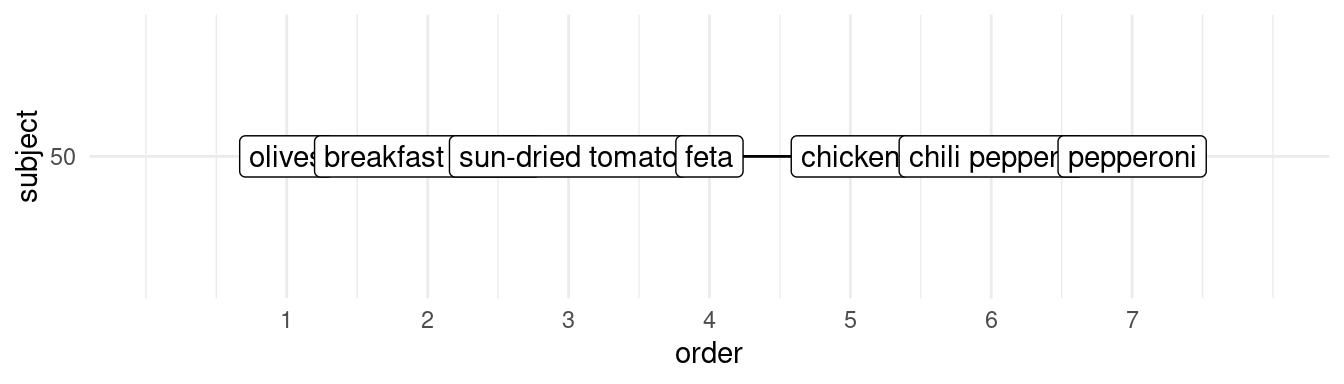 subject
50
olives breakfast sun-dried tomato feta chicken chili pepper pepperoni
1 2 3 4 5 6 7
order